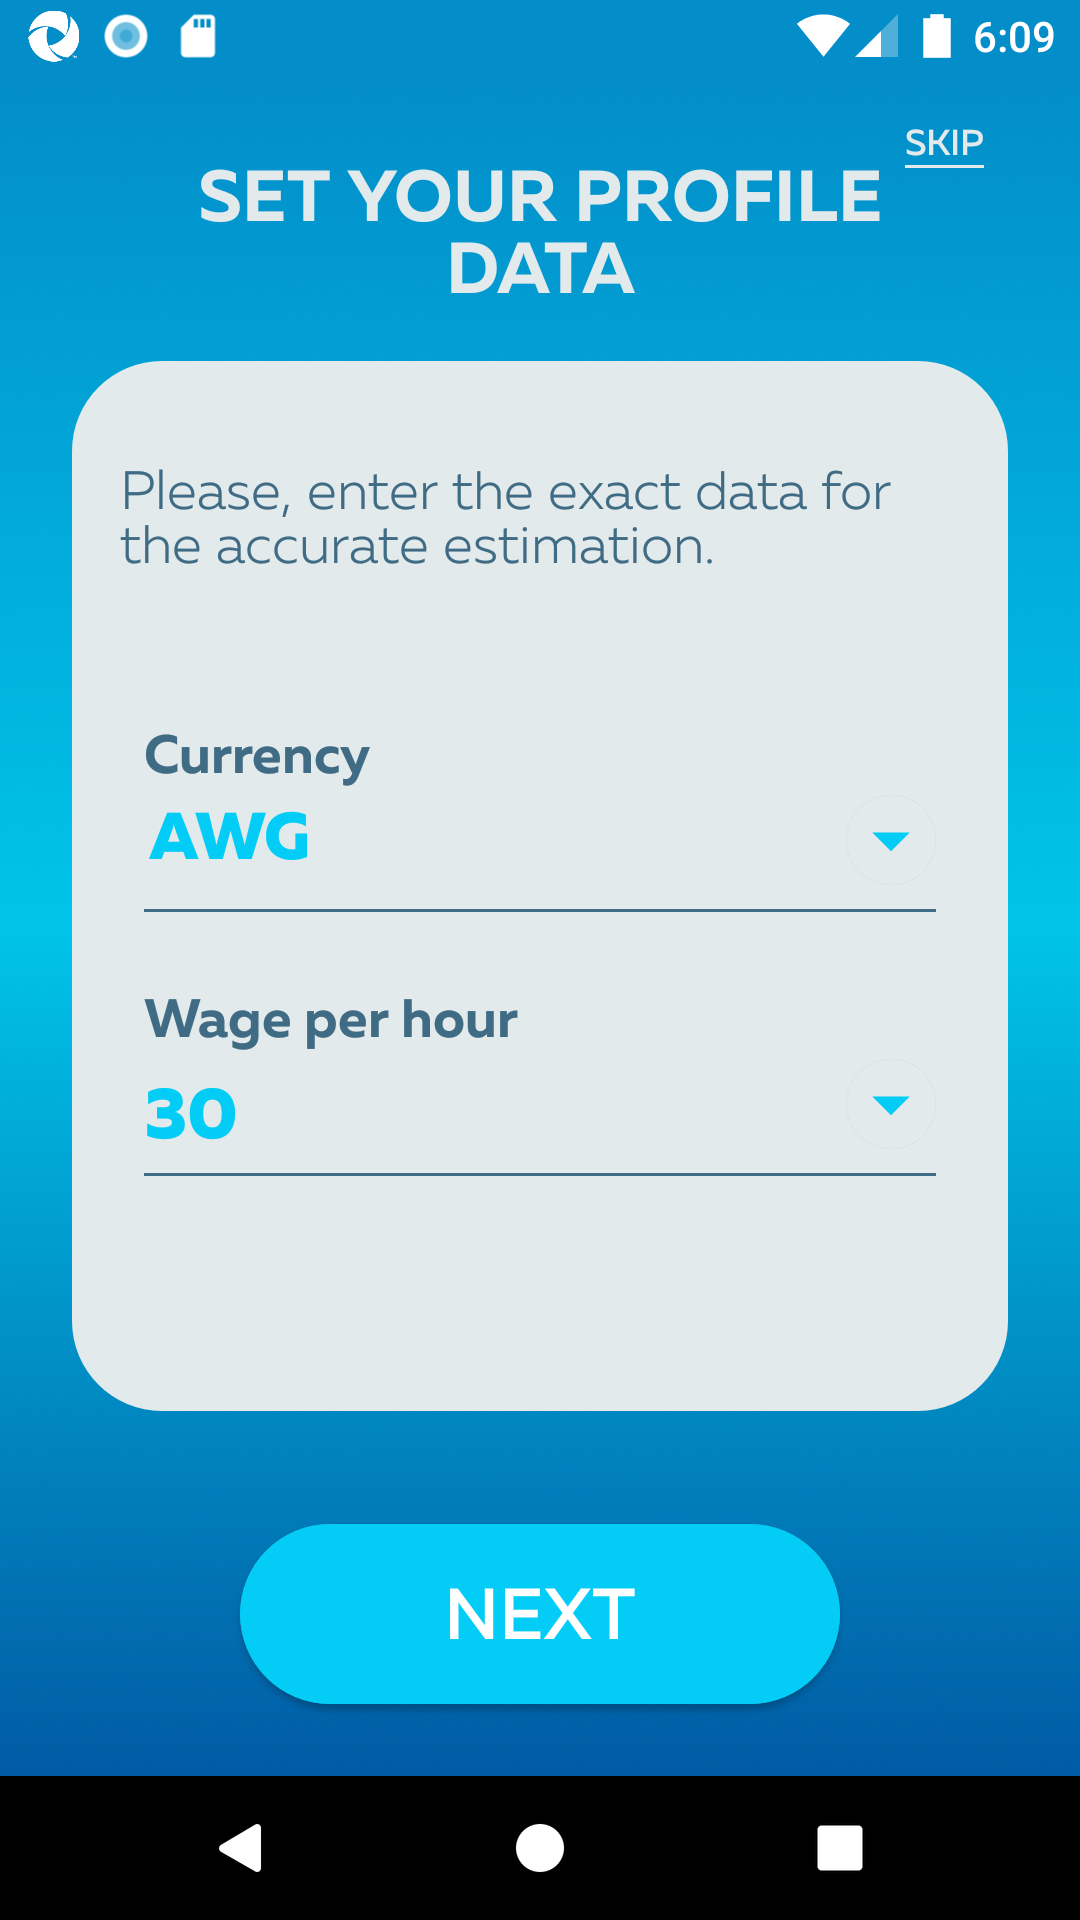 6:09
SKIP
SET YOUR PROFILE
DATA
Please, enter the exact data for
the accurate estimation.
Currency
AWG
Wage per hour
30
NEXT